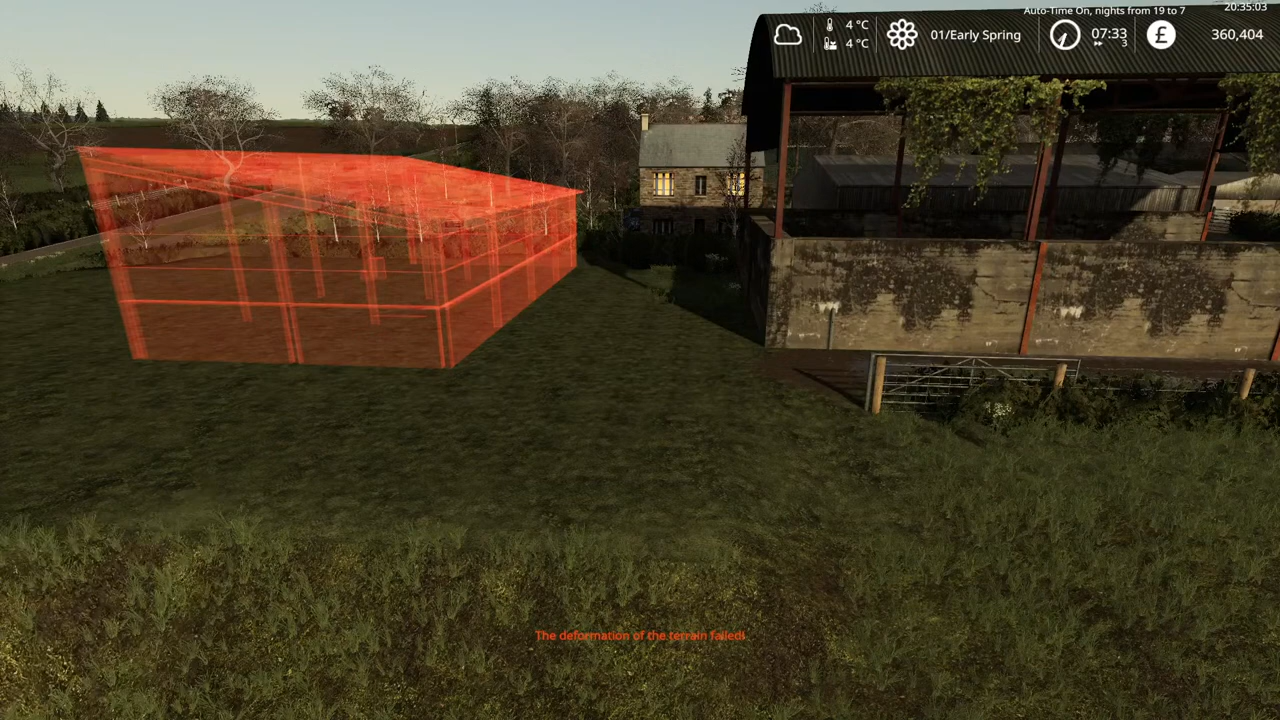 Auto-Time On, nights from 19 to 7
20:35:03
4 °C
4 °C
01/Early Spring
07:33
3
£
360,404
The deformation of the terrain failed!